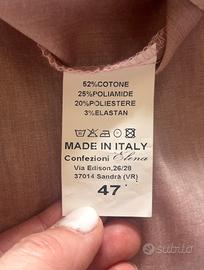 52%COTONE
25%POLIAMIDE
20%POLIESTERE
3%ELASTAN
MADE IN ITALY
Confezioni Elena
Via Edison,26/28
37014 Sandrà (VR)
47
subito